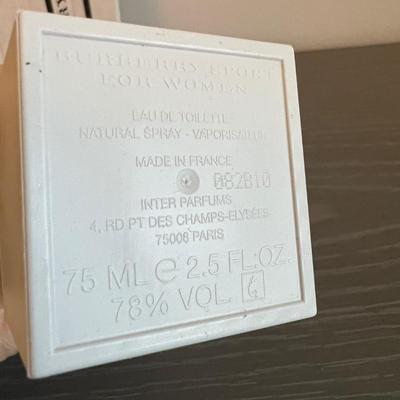 BURBERRY SPORT
FOR WOMEN
EAU DE TOILETTE
NATURAL SPRAY - VAPORISATEUR
MADE IN FRANCE
082B10
INTER PARFUMS
4, RD PT DES CHAMPS-ELYSÉES
75008 PARIS
75 ML e 2.5 FL.OZ.
78% VOL.